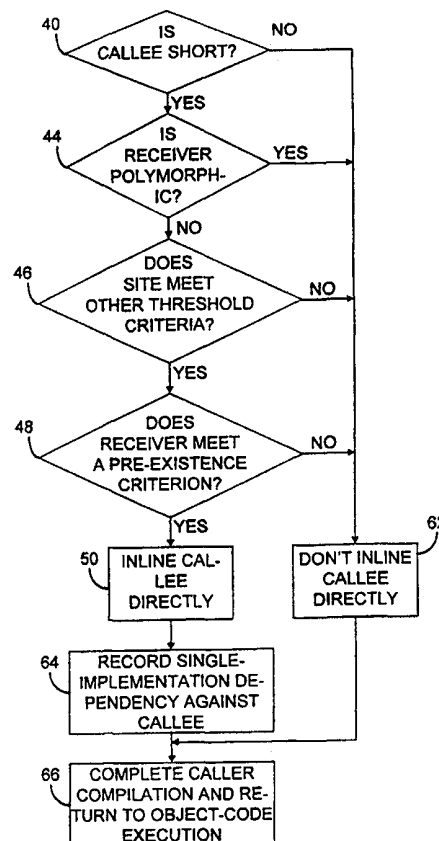 40
IS
CALLEE SHORT?
NO
YES
44
IS
RECEIVER
POLYMORPH-
IC?
YES
NO
46
DOES
SITE MEET
OTHER THRESHOLD
CRITERIA?
NO
YES
48
DOES
RECEIVER MEET
A PRE-EXISTENCE
CRITERION?
NO
YES
50
INLINE CAL-
LEE
DIRECTLY
62
DON'T INLINE
CALLEE
DIRECTLY
64
RECORD SINGLE-
IMPLEMENTATION DE-
PENDENCY AGAINST
CALLEE
66
COMPLETE CALLER
COMPILATION AND RE-
TURN TO OBJECT-CODE
EXECUTION